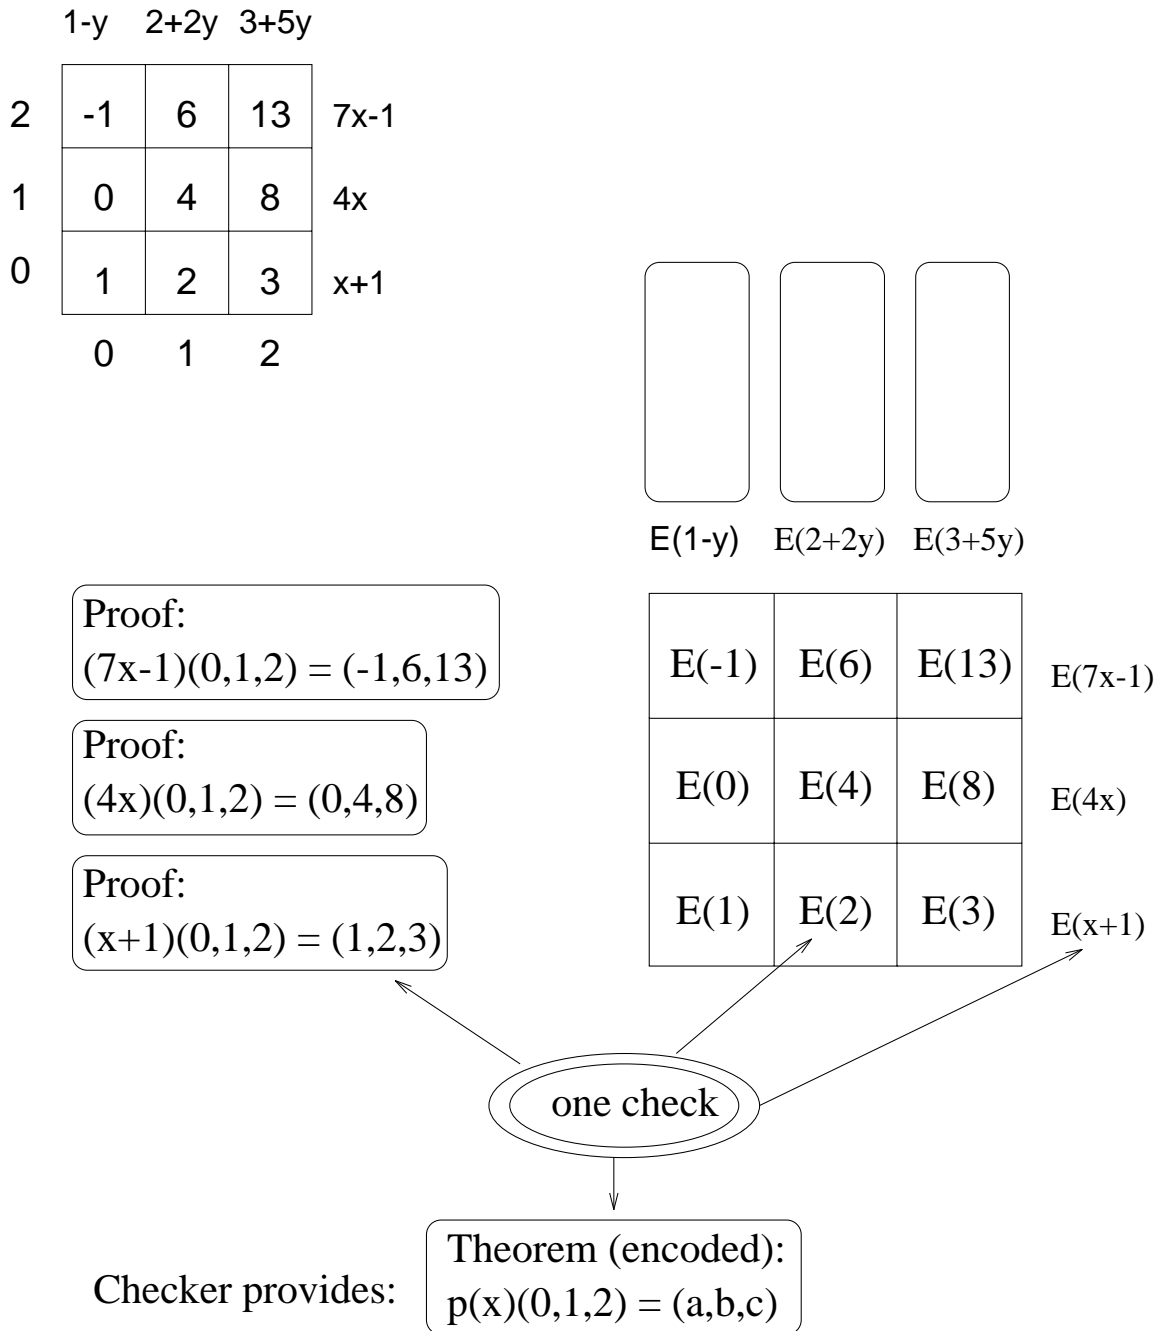 1-y 2+2y 3+5y
2 -1 6 13 7x-1
1 0 4 8 4x
0 1 2 3 x+1
0 1 2
E(1-y) E(2+2y) E(3+5y)
Proof:
(7x-1)(0,1,2) = (-1,6,13)
Proof:
(4x)(0,1,2) = (0,4,8)
Proof:
(x+1)(0,1,2) = (1,2,3)
E(-1) E(6) E(13) E(7x-1)
E(0) E(4) E(8) E(4x)
E(1) E(2) E(3) E(x+1)
one check
Checker provides:
Theorem (encoded):
p(x)(0,1,2) = (a,b,c)